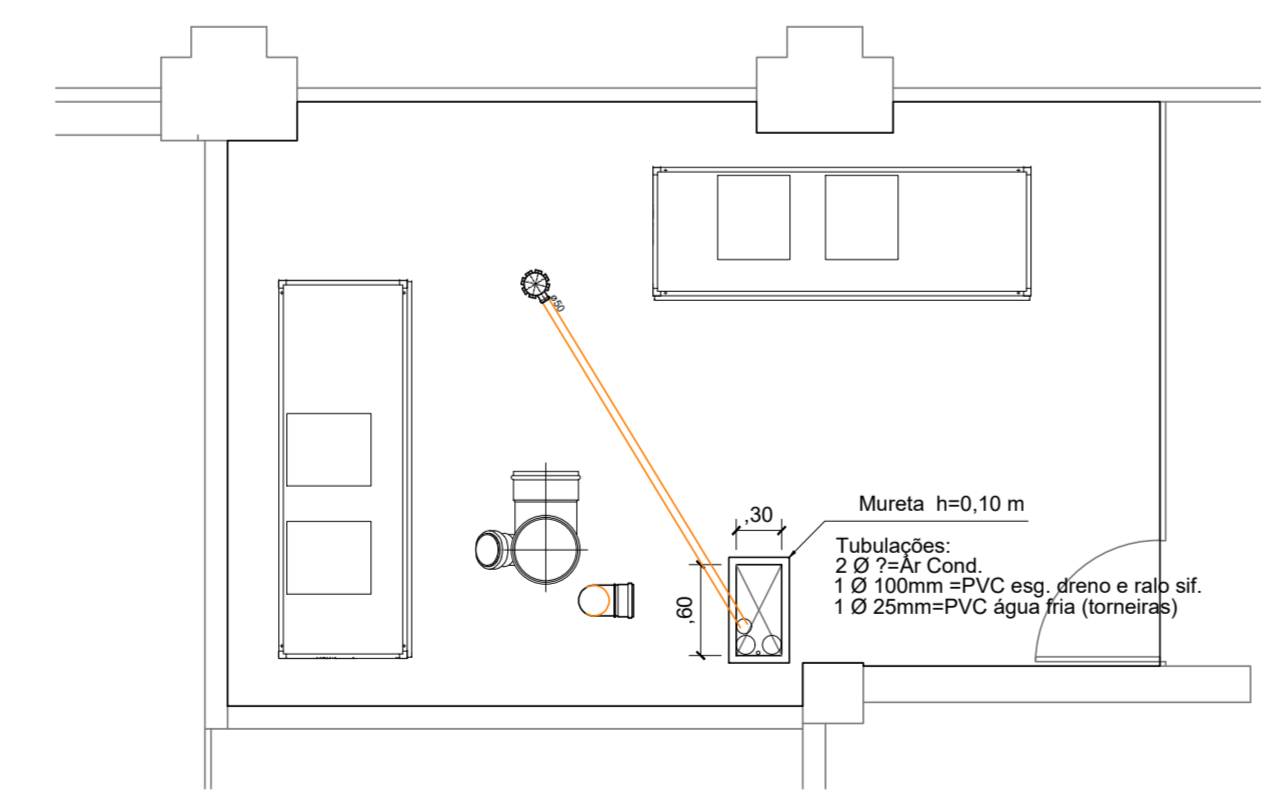 ø50
,30
Mureta h=0,10 m
Tubulações:
2 Ø ?=Ar Cond.
1 Ø 100mm =PVC esg. dreno e ralo sif.
1 Ø 25mm=PVC água fria (torneiras)
,60